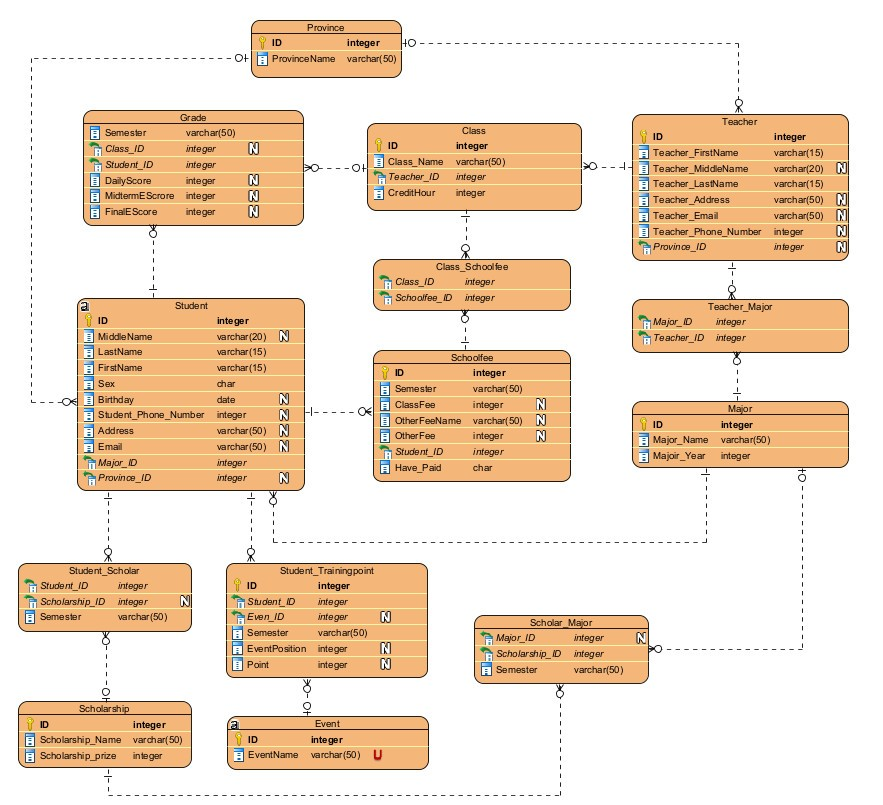 Province
ID integer
ProvinceName varchar(50)
Grade
Semester varchar(50)
Class_ID integer N
Student_ID integer
DailyScore integer N
MidtermEScrore integer N
FinalEScore integer N
Class
ID integer
Class_Name varchar(50)
Teacher_ID integer
CreditHour integer
Teacher
ID integer
Teacher_FirstName varchar(15)
Teacher_MiddleName varchar(20) N
Teacher_LastName varchar(15)
Teacher_Address varchar(50) N
Teacher_Email varchar(50) N
Teacher_Phone_Number integer N
Province_ID integer N
Class_Schoolfee
Class_ID integer
Schoolfee_ID integer
Teacher_Major
Major_ID integer
Teacher_ID integer
a Student
ID integer
MiddleName varchar(20) N
LastName varchar(15)
FirstName varchar(15)
Sex char
Birthday date N
Student_Phone_Number integer N
Address varchar(50) N
Email varchar(50) N
Major_ID integer
Province_ID integer N
Schoolfee
ID integer
Semester varchar(50)
ClassFee integer N
OtherFeeName varchar(50) N
OtherFee integer N
Student_ID integer
Have_Paid char
Major
ID integer
Major_Name varchar(50)
Majoir_Year integer
Student_Scholar
Student_ID integer
Scholarship_ID integer N
Semester varchar(50)
Student_Trainingpoint
ID integer
Student_ID integer
Even_ID integer N
Semester varchar(50)
EventPosition integer N
Point integer N
Scholar_Major
Major_ID integer N
Scholarship_ID integer
Semester varchar(50)
Scholarship
ID integer
Scholarship_Name varchar(50)
Scholarship_prize integer
a Event
ID integer
EventName varchar(50) U